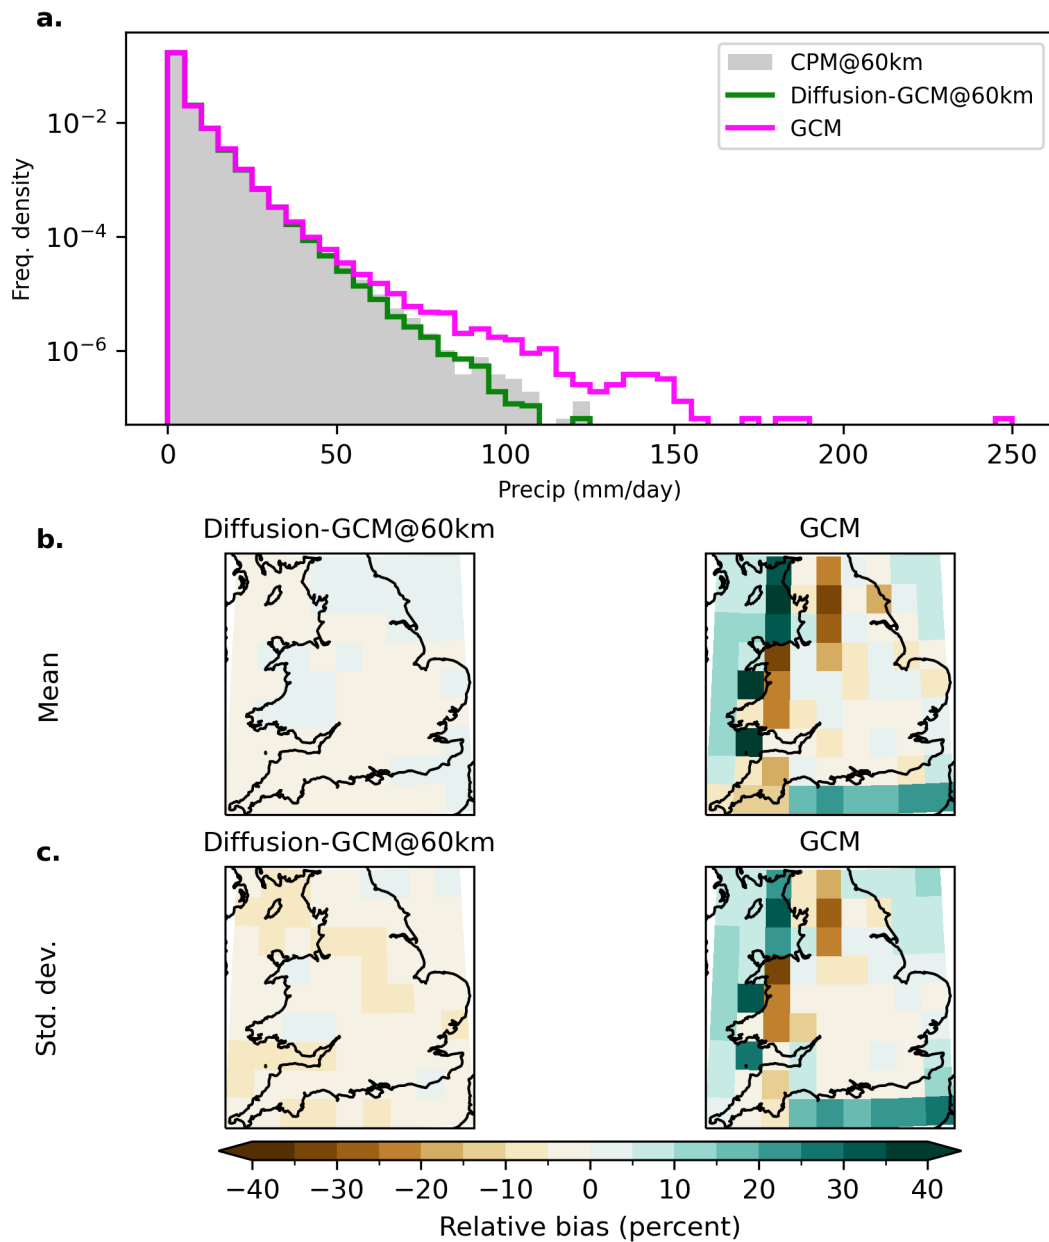 a.
CPM@60km
Diffusion-GCM@60km
GCM
10⁻²
10⁻⁴
10⁻⁶
Freq. density
0 50 100 150 200 250
Precip (mm/day)
b.
Diffusion-GCM@60km GCM
Mean
c.
Diffusion-GCM@60km GCM
Std. dev.
−40 −30 −20 −10 0 10 20 30 40
Relative bias (percent)